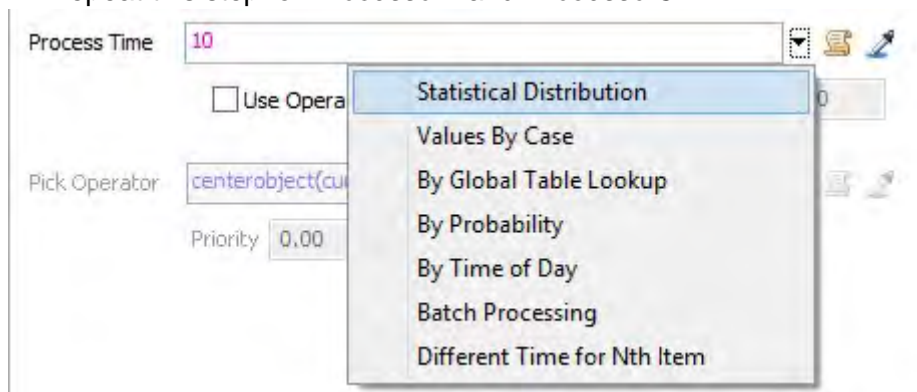 Process Time 10
Use Opera
Statistical Distribution
0
Values By Case
Pick Operator centerobject(cu
By Global Table Lookup
By Probability
Priority 0.00
By Time of Day
Batch Processing
Different Time for Nth Item